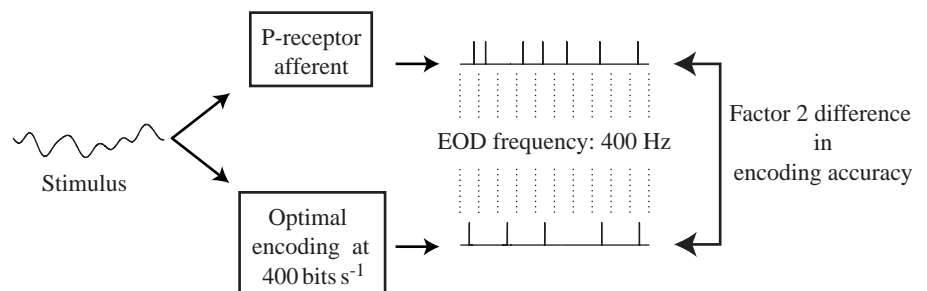 P-receptor
afferent
Stimulus
EOD frequency: 400 Hz
Factor 2 difference
in
encoding accuracy
Optimal
encoding at
400 bits s⁻¹